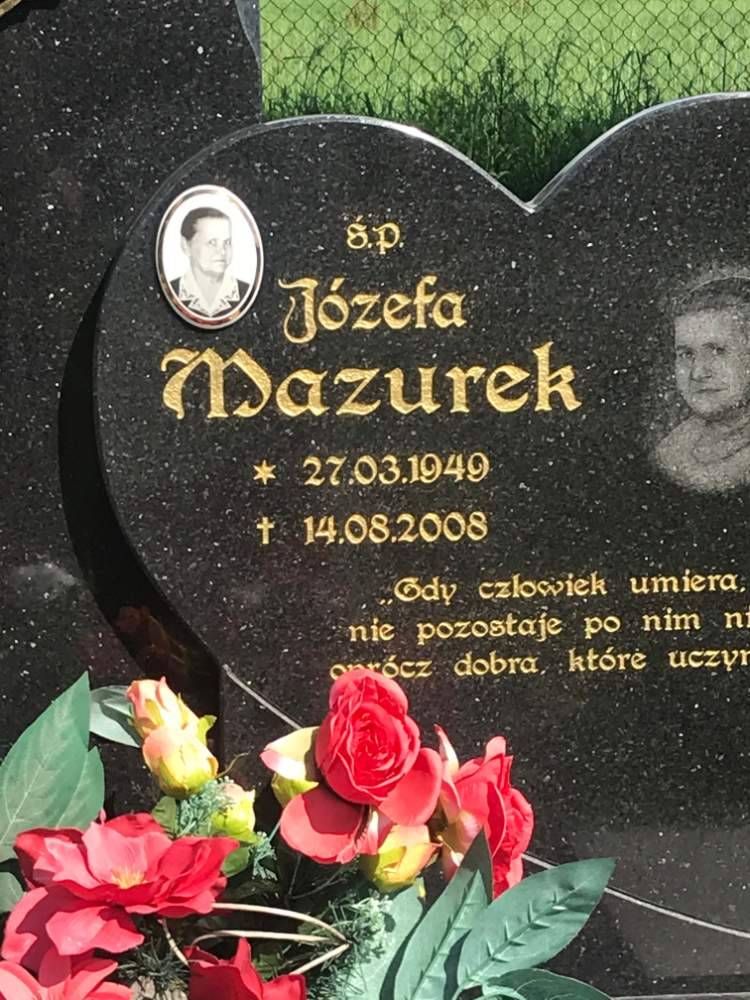 Ś.P.
Józefa
Mazurek
* 27.03.1949
† 14.08.2008
„Gdy człowiek umiera,
nie pozostaje po nim
oprócz dobra, które